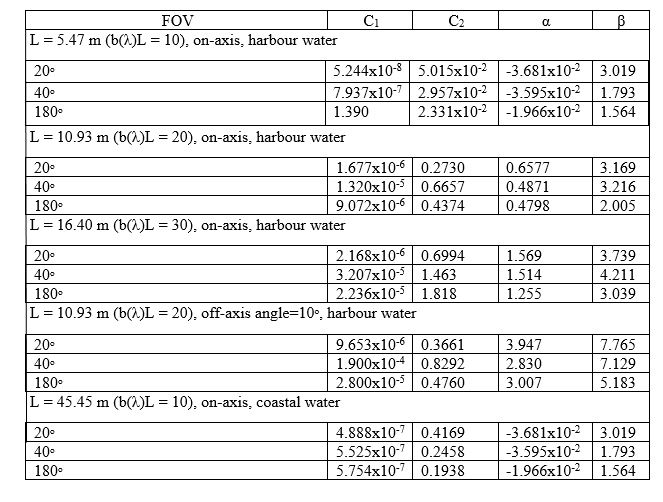 FOV C₁ C₂ α β
L = 5.47 m (b(λ)L = 10), on-axis, harbour water
20° 5.244x10⁻⁸ 5.015x10⁻² -3.681x10⁻² 3.019
40° 7.937x10⁻⁷ 2.957x10⁻² -3.595x10⁻² 1.793
180° 1.390 2.331x10⁻² -1.966x10⁻² 1.564
L = 10.93 m (b(λ)L = 20), on-axis, harbour water
20° 1.677x10⁻⁶ 0.2730 0.6577 3.169
40° 1.320x10⁻⁵ 0.6657 0.4871 3.216
180° 9.072x10⁻⁶ 0.4374 0.4798 2.005
L = 16.40 m (b(λ)L = 30), on-axis, harbour water
20° 2.168x10⁻⁶ 0.6994 1.569 3.739
40° 3.207x10⁻⁵ 1.463 1.514 4.211
180° 2.236x10⁻⁵ 1.818 1.255 3.039
L = 10.93 m (b(λ)L = 20), off-axis angle=10°, harbour water
20° 9.653x10⁻⁶ 0.3661 3.947 7.765
40° 1.900x10⁻⁴ 0.8292 2.830 7.129
180° 2.800x10⁻⁵ 0.4760 3.007 5.183
L = 45.45 m (b(λ)L = 10), on-axis, coastal water
20° 4.888x10⁻⁷ 0.4169 -3.681x10⁻² 3.019
40° 5.525x10⁻⁷ 0.2458 -3.595x10⁻² 1.793
180° 5.754x10⁻⁷ 0.1938 -1.966x10⁻² 1.564